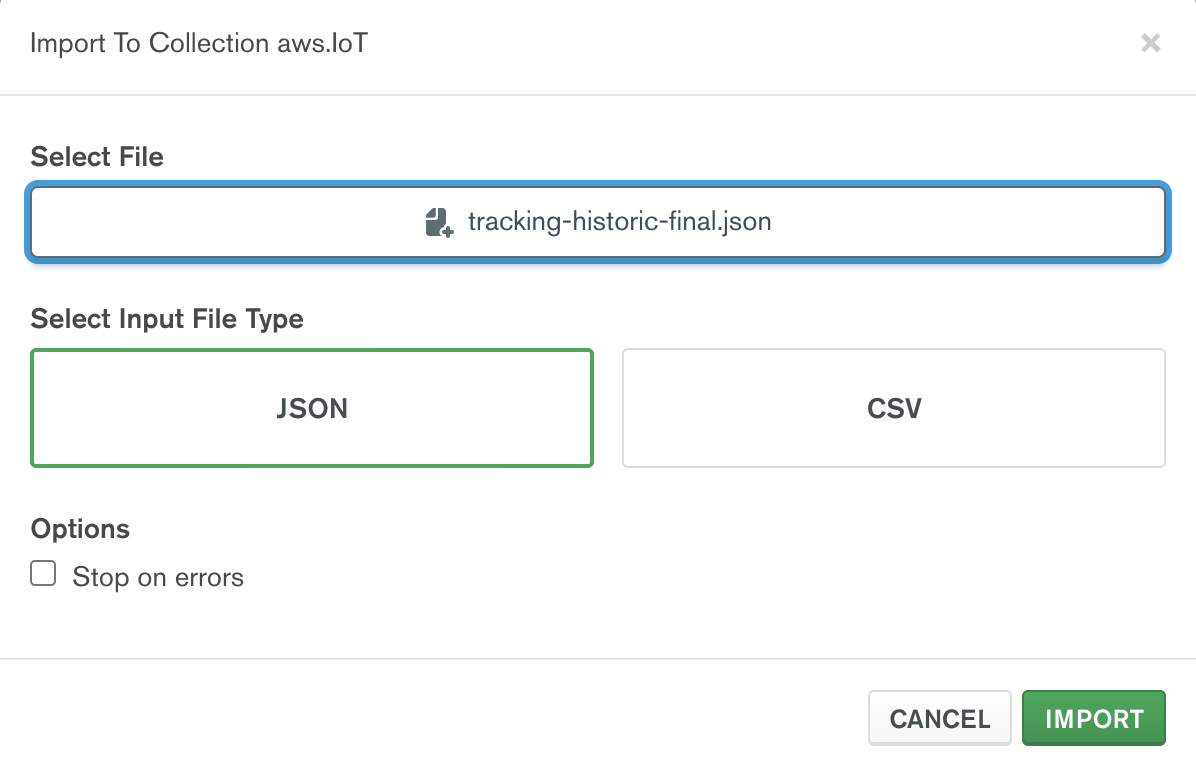 Import To Collection aws.IoT
Select File
tracking-historic-final.json
Select Input File Type
JSON
CSV
Options
Stop on errors
CANCEL
IMPORT